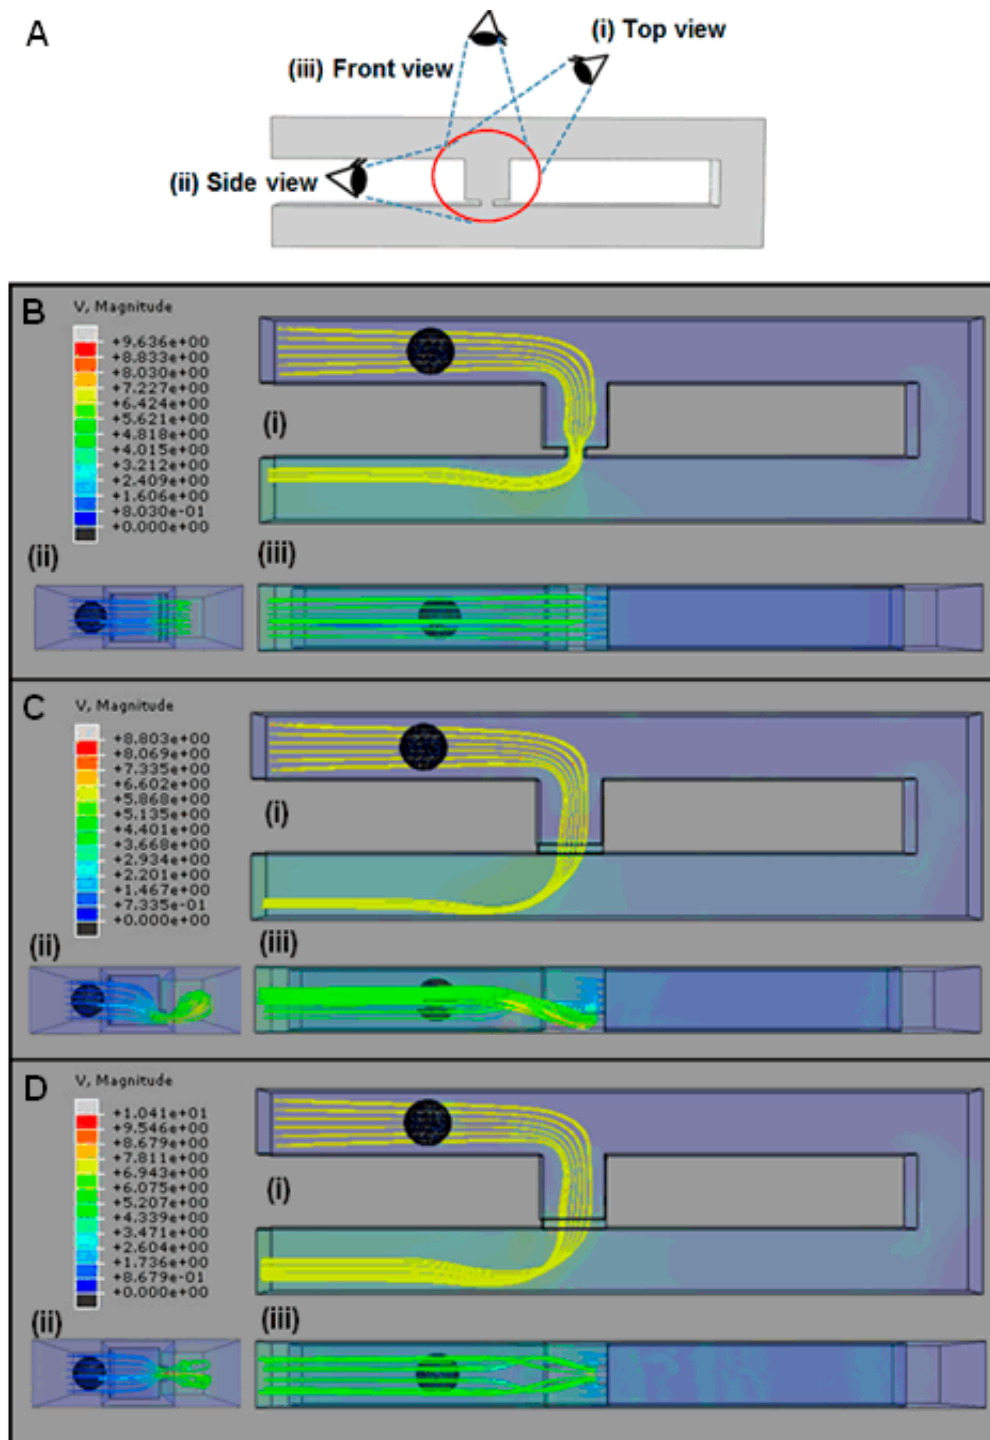 A
(i) Top view
(iii) Front view
(ii) Side view
B
V, Magnitude
+9.636e+00
+8.833e+00
+8.030e+00
+7.227e+00
+6.424e+00
+5.621e+00
+4.818e+00
+4.015e+00
+3.212e+00
+2.409e+00
+1.606e+00
+8.030e-01
+0.000e+00
(i)
(ii)
(iii)
C
V, Magnitude
+8.803e+00
+8.069e+00
+7.335e+00
+6.602e+00
+5.868e+00
+5.135e+00
+4.401e+00
+3.668e+00
+2.934e+00
+2.201e+00
+1.467e+00
+7.335e-01
+0.000e+00
(i)
(ii)
(iii)
D
V, Magnitude
+1.041e+01
+9.546e+00
+8.679e+00
+7.811e+00
+6.943e+00
+6.075e+00
+5.207e+00
+4.339e+00
+3.471e+00
+2.604e+00
+1.736e+00
+8.679e-01
+0.000e+00
(i)
(ii)
(iii)